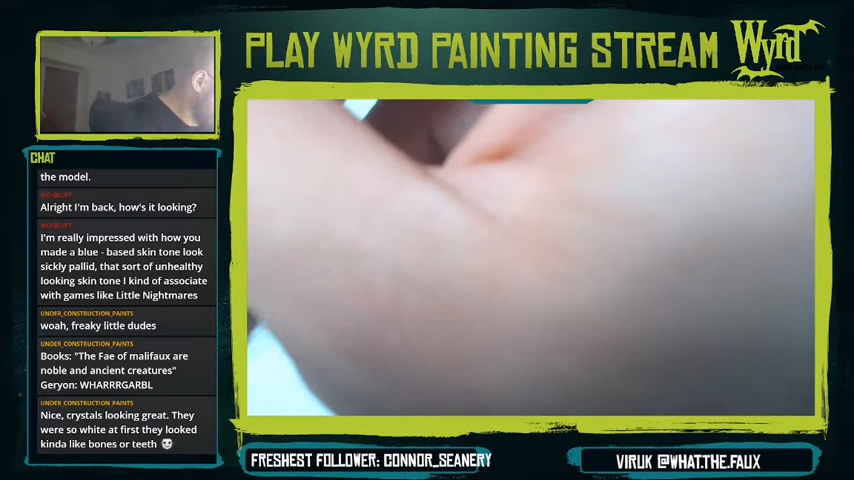 PLAY WYRD PAINTING STREAM
Wyrd
CHAT
the model.
WICKBLUFF
Alright I'm back, how's it looking?
WICKBLUFF
I'm really impressed with how you
made a blue - based skin tone look
sickly pallid, that sort of unhealthy
looking skin tone I kind of associate
with games like Little Nightmares
UNDER_CONSTRUCTION_PAINTS
woah, freaky little dudes
UNDER_CONSTRUCTION_PAINTS
Books: "The Fae of malifaux are
noble and ancient creatures"
Geryon: WHARRRGARBL
UNDER_CONSTRUCTION_PAINTS
Nice, crystals looking great. They
were so white at first they looked
kinda like bones or teeth 💀
FRESHEST FOLLOWER: CONNOR_SEANERY
VIRUK @WHAT.THE.FAUX